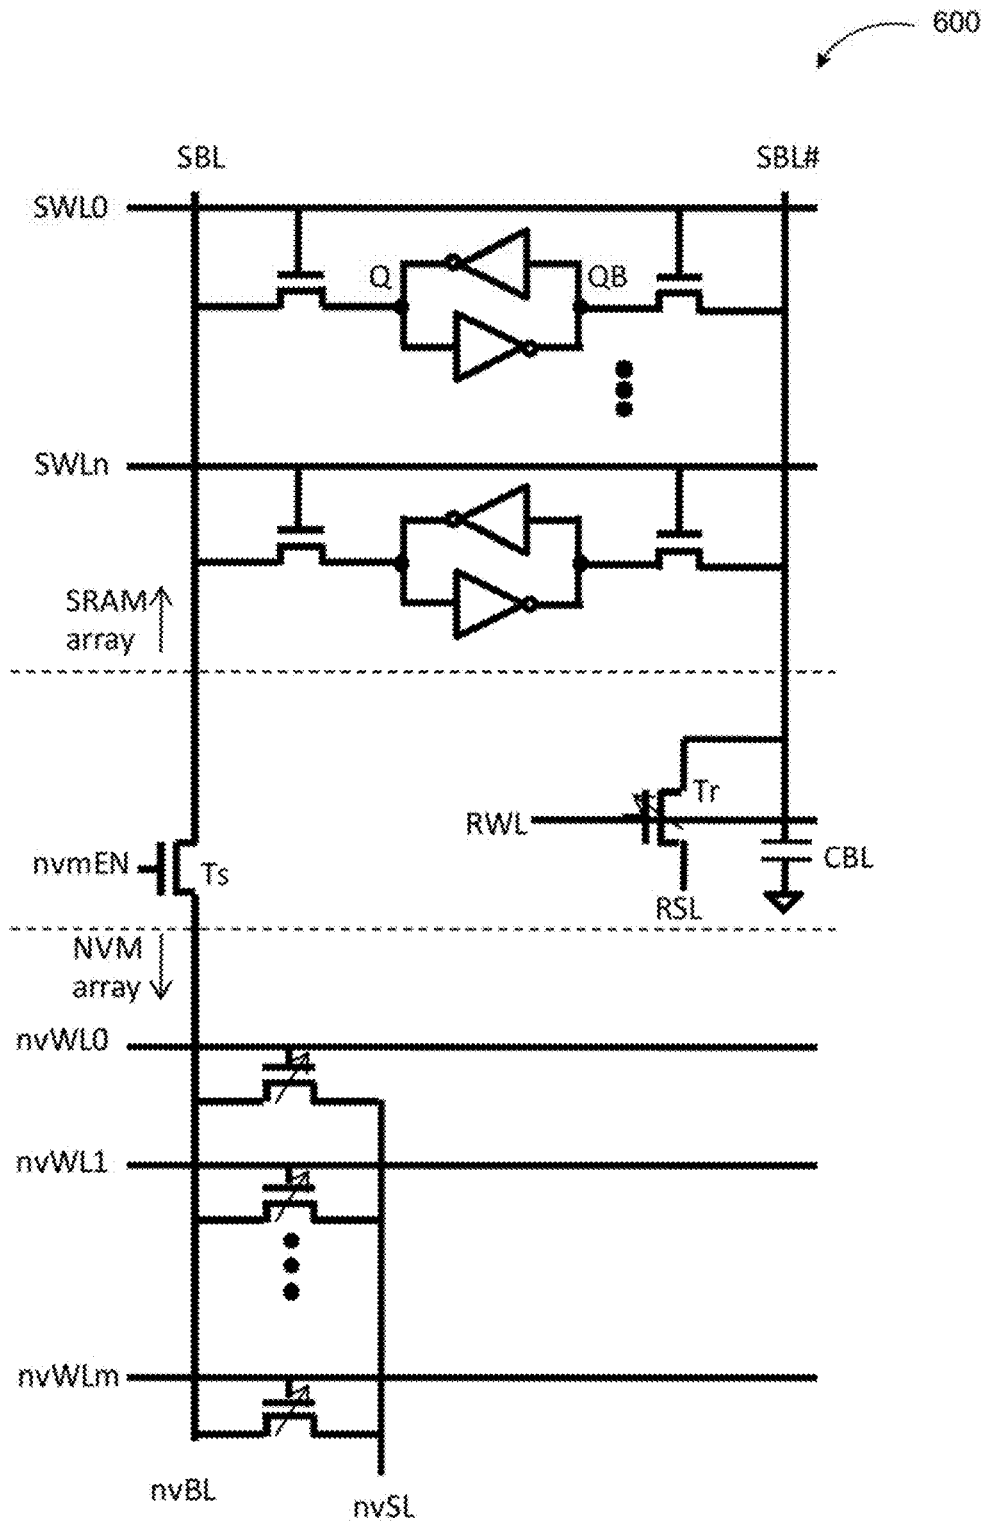 600
SBL
SBL#
SWL0
Q
QB
SWLn
SRAM
array
Tr
RWL
CBL
nvmEN
Ts
RSL
NVM
array
nvWL0
nvWL1
nvWLm
nvBL
nvSL